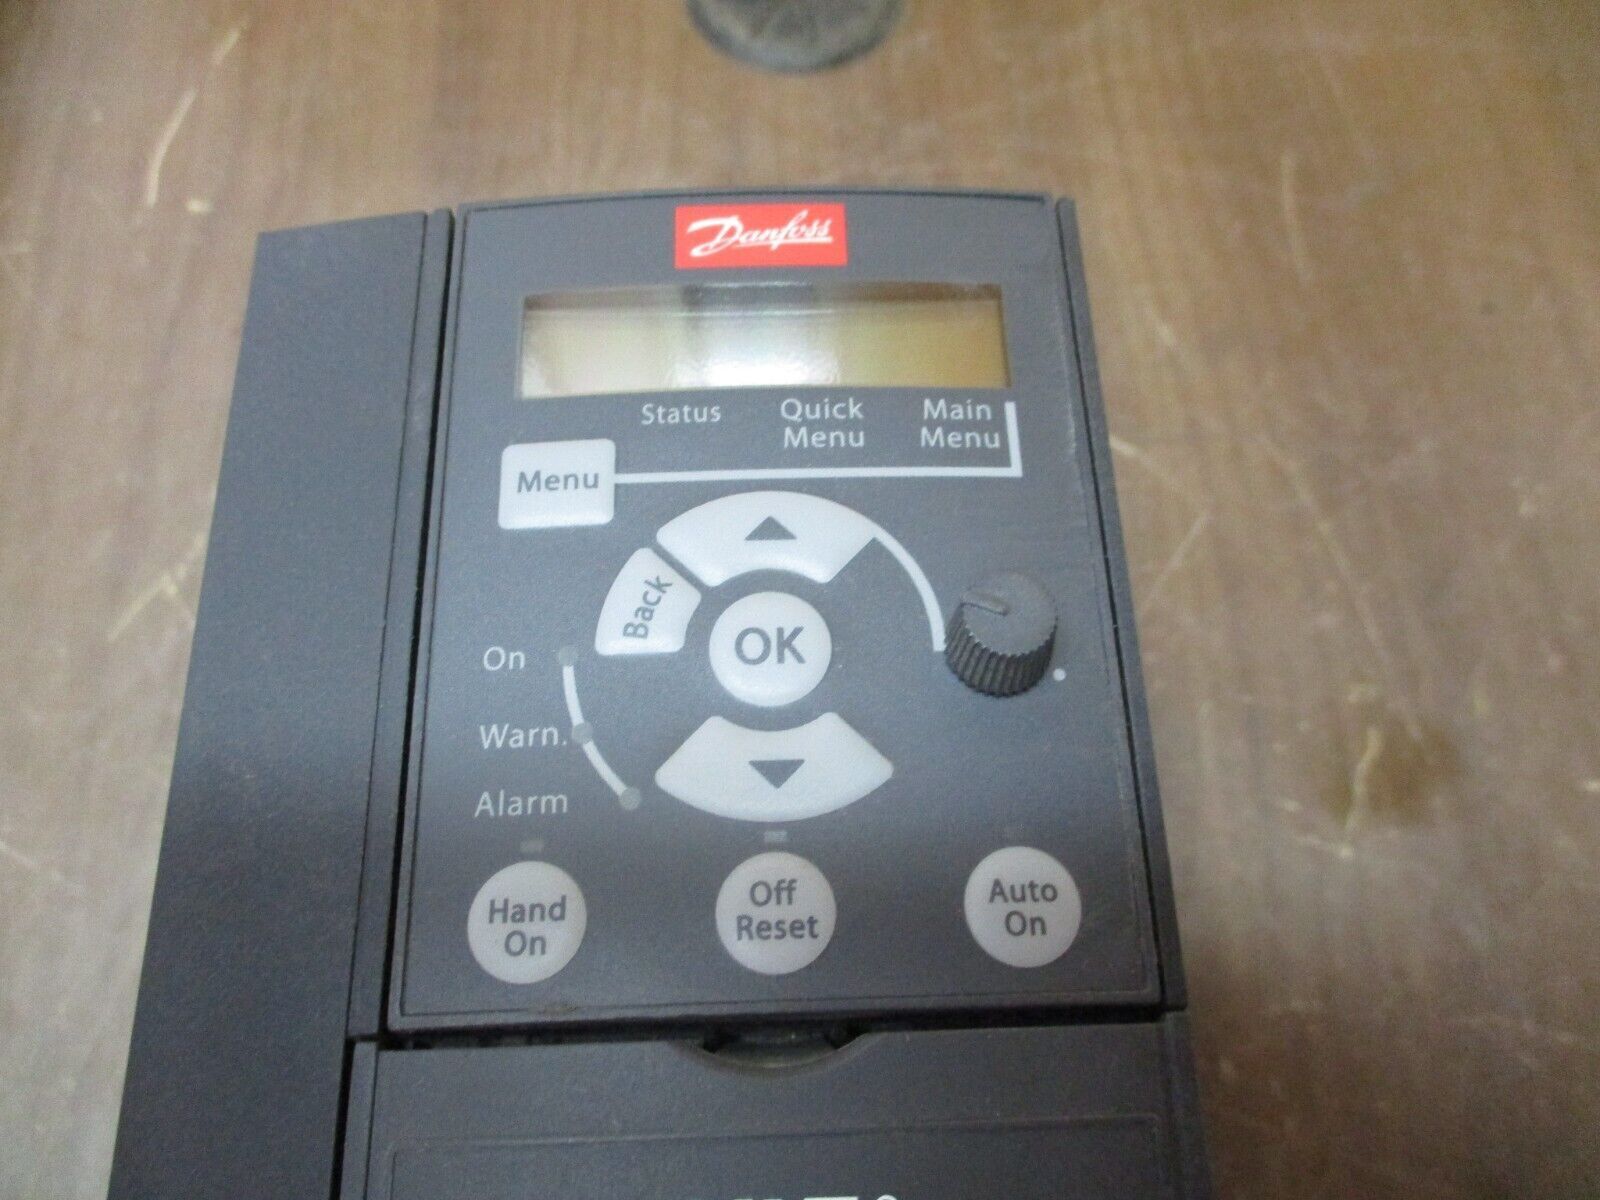 Danfoss
Status
Quick Menu
Main Menu
Menu
Back
OK
On
Warn.
Alarm
Hand On
Off Reset
Auto On